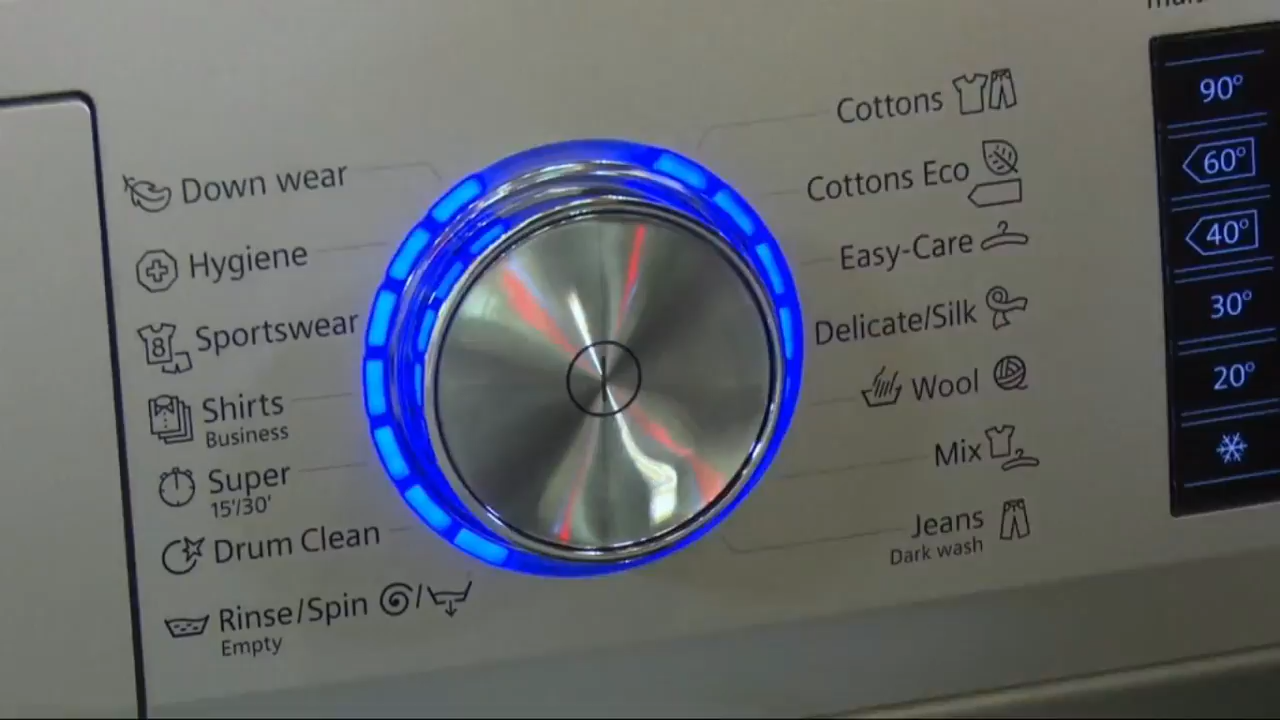 Down wear
Hygiene
8
Sportswear
Shirts
Business
Super
15'/30'
Drum Clean
Rinse/Spin /
Empty
Cottons
Cottons Eco
Easy-Care
Delicate/Silk
Wool
Mix
Jeans
Dark wash
90°
60°
40°
30°
20°